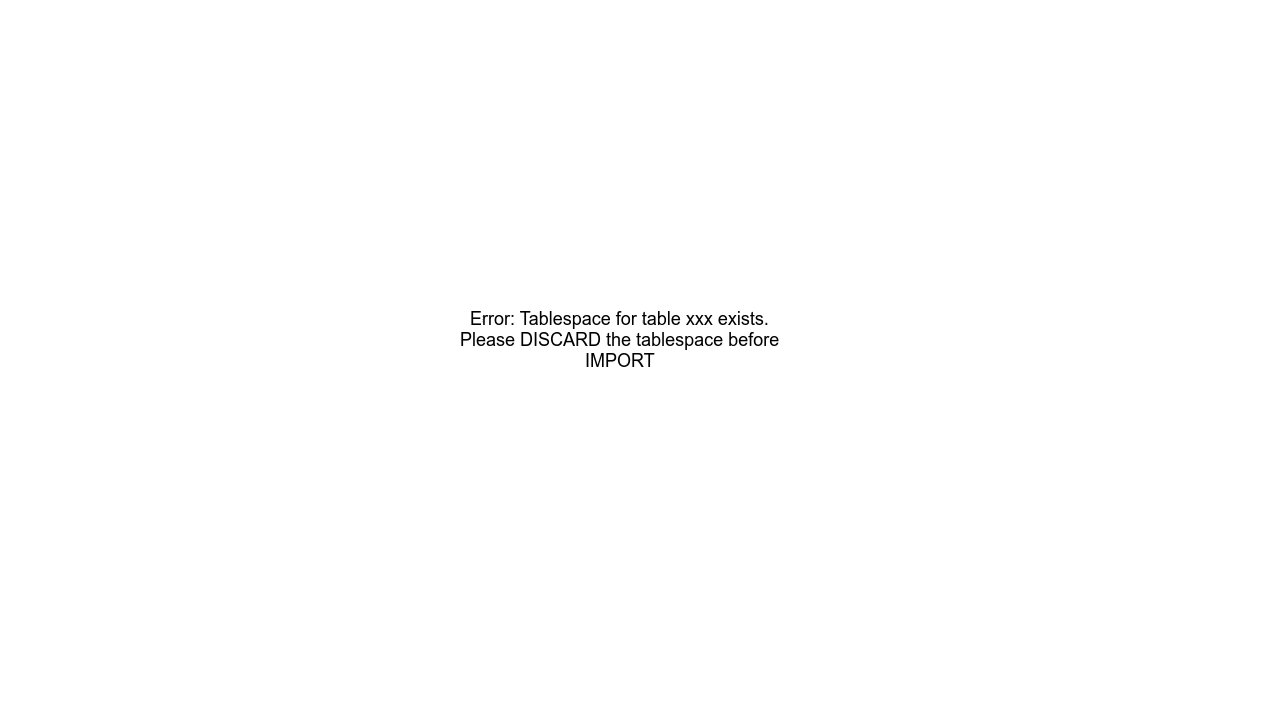 Error: Tablespace for table xxx exists.
Please DISCARD the tablespace before
IMPORT